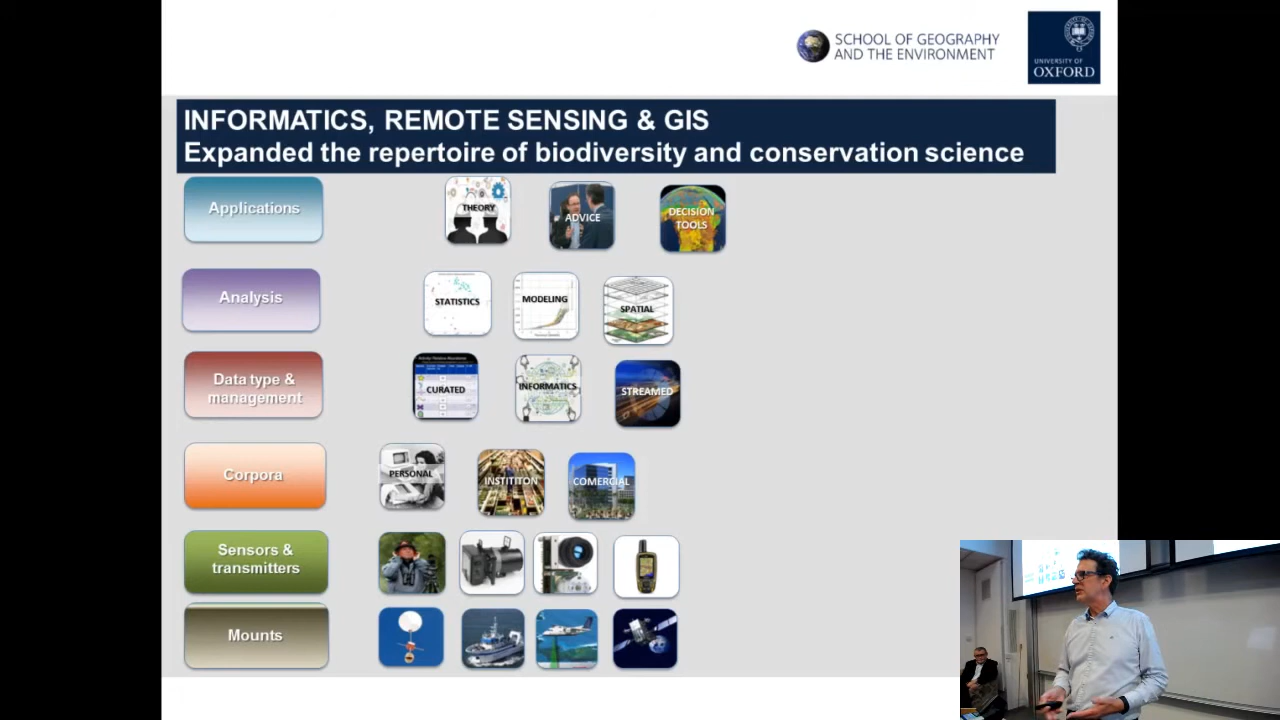 SCHOOL OF GEOGRAPHY
AND THE ENVIRONMENT
UNIVERSITY OF
OXFORD
INFORMATICS, REMOTE SENSING & GIS
Expanded the repertoire of biodiversity and conservation science
Applications
THEORY
ADVICE
DECISION
TOOLS
Analysis
STATISTICS
MODELING
SPATIAL
Data type &
management
CURATED
INFORMATICS
STREAMED
Corpora
PERSONAL
INSTITITON
COMERCIAL
Sensors &
transmitters
Mounts